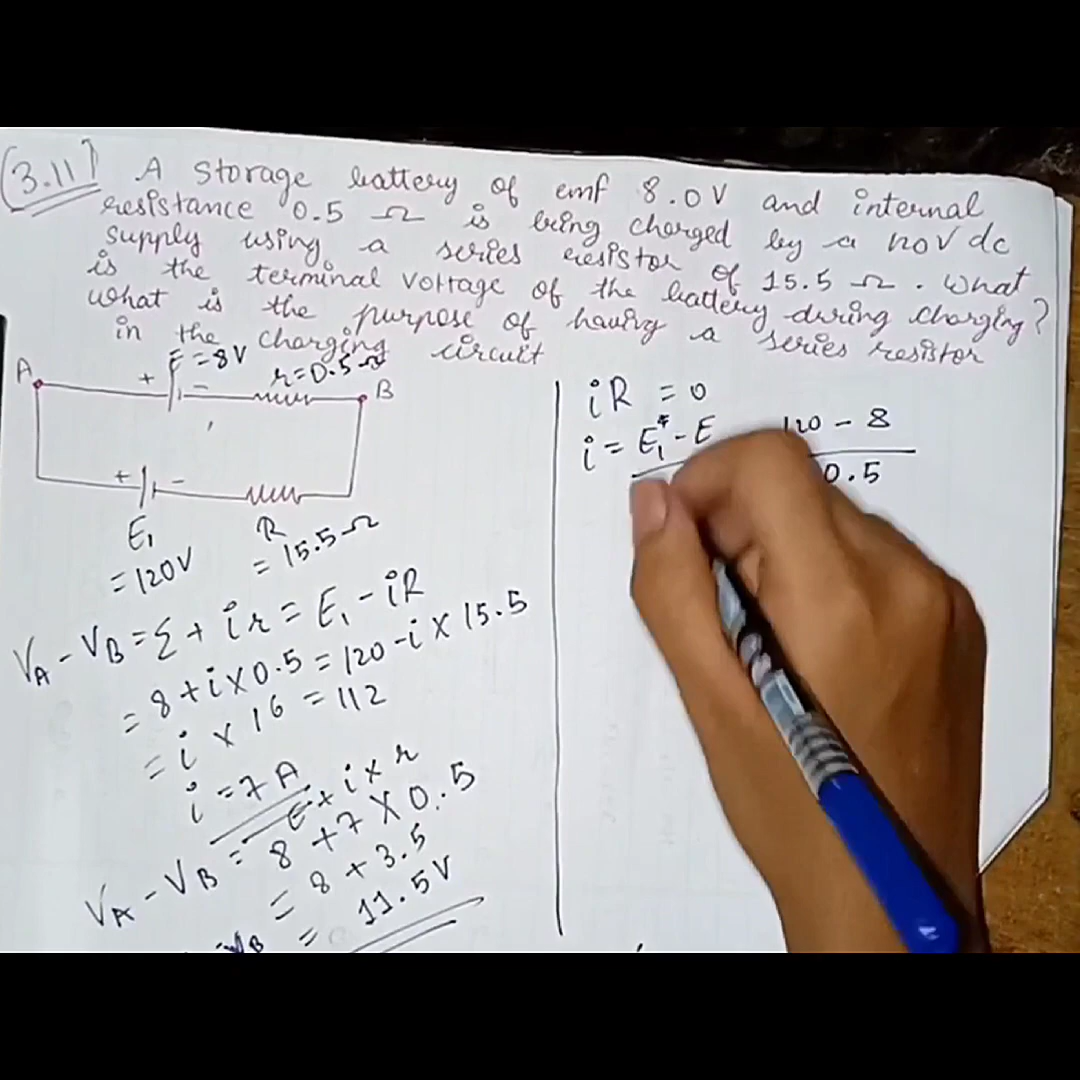 (3.11) A storage battery of emf 8.0V and internal
resistance 0.5 Ω is being charged by a 120V dc
supply using a series resistor of 15.5 Ω. what
is the terminal voltage of the battery during charging?
what is the purpose of having a series resistor
in the charging circuit
E = 8V
r=0.5Ω
A
+
-
B
+
-
E₁
= 120V
R
= 15.5Ω
VA - VB = Σ + ir = E₁ - iR
= 8 + i x 0.5 = 120 - i x 15.5
= i x 16 = 112
i = 7 A
VA - VB = E + i x r
8 + 7 x 0.5
= 8 + 3.5
= 11.5V
iR = 0
i = E₁ - E
120 - 8
0.5